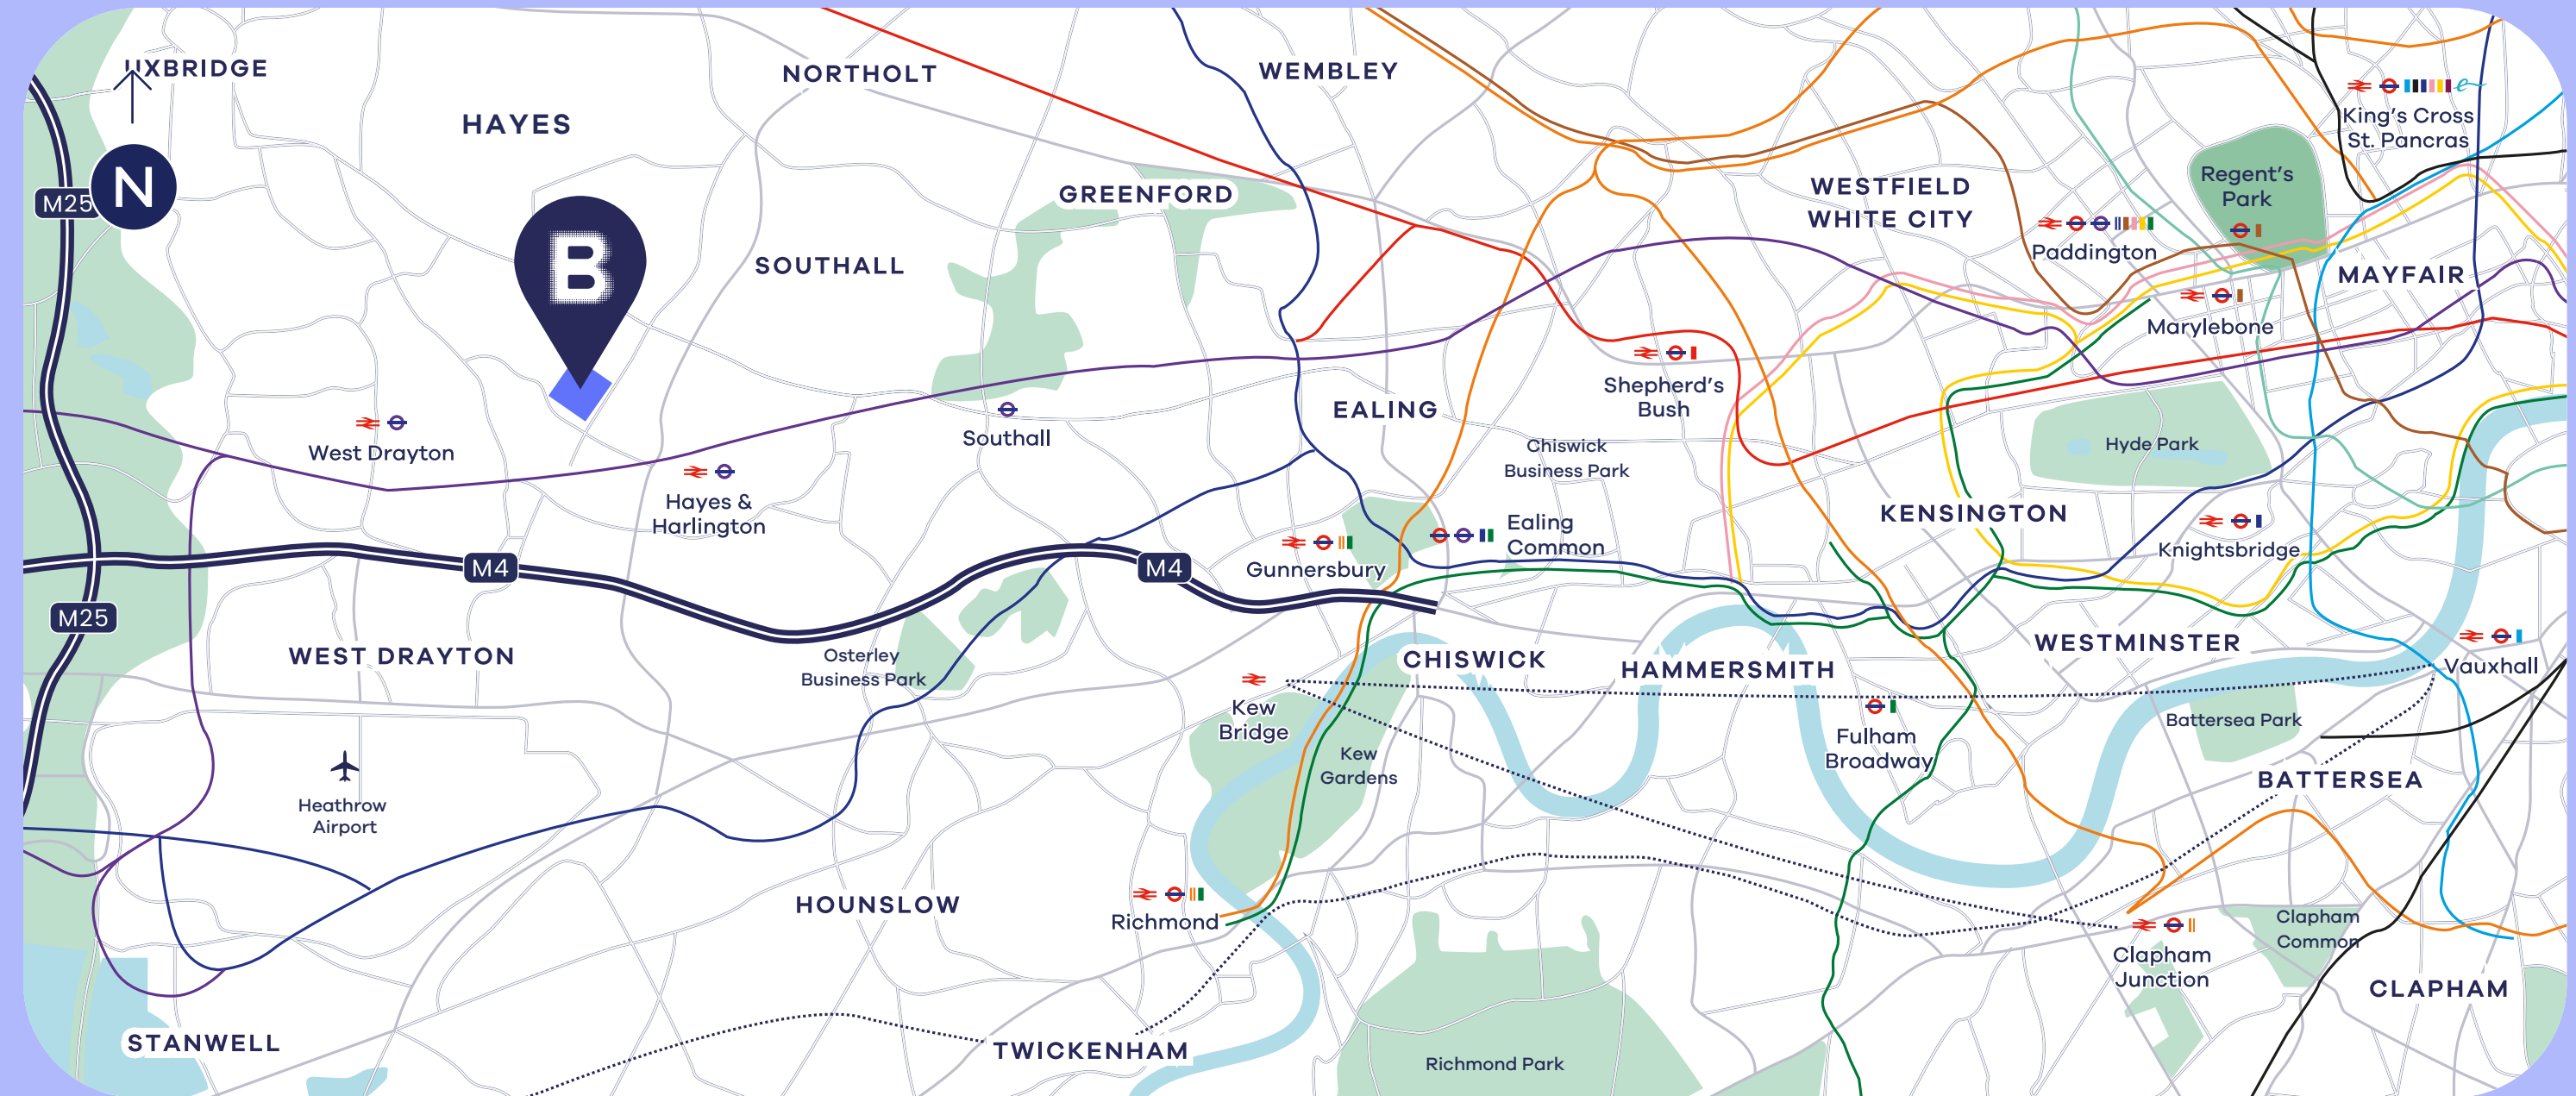 UXBRIDGE
NORTHOLT
WEMBLEY
HAYES
King's Cross
St. Pancras
M25
N
GREENFORD
WESTFIELD
WHITE CITY
Regent's
Park
Paddington
B
SOUTHALL
MAYFAIR
Marylebone
Shepherd's
Bush
EALING
West Drayton
Southall
Chiswick
Business Park
Hyde Park
Hayes &
Harlington
KENSINGTON
Ealing
Common
Knightsbridge
M4
M4
Gunnersbury
M25
WEST DRAYTON
Osterley
Business Park
CHISWICK
HAMMERSMITH
WESTMINSTER
Vauxhall
Kew
Bridge
Battersea Park
Fulham
Broadway
Kew
Gardens
BATTERSEA
Heathrow
Airport
HOUNSLOW
Richmond
Clapham
Common
Clapham
Junction
CLAPHAM
STANWELL
TWICKENHAM
Richmond Park